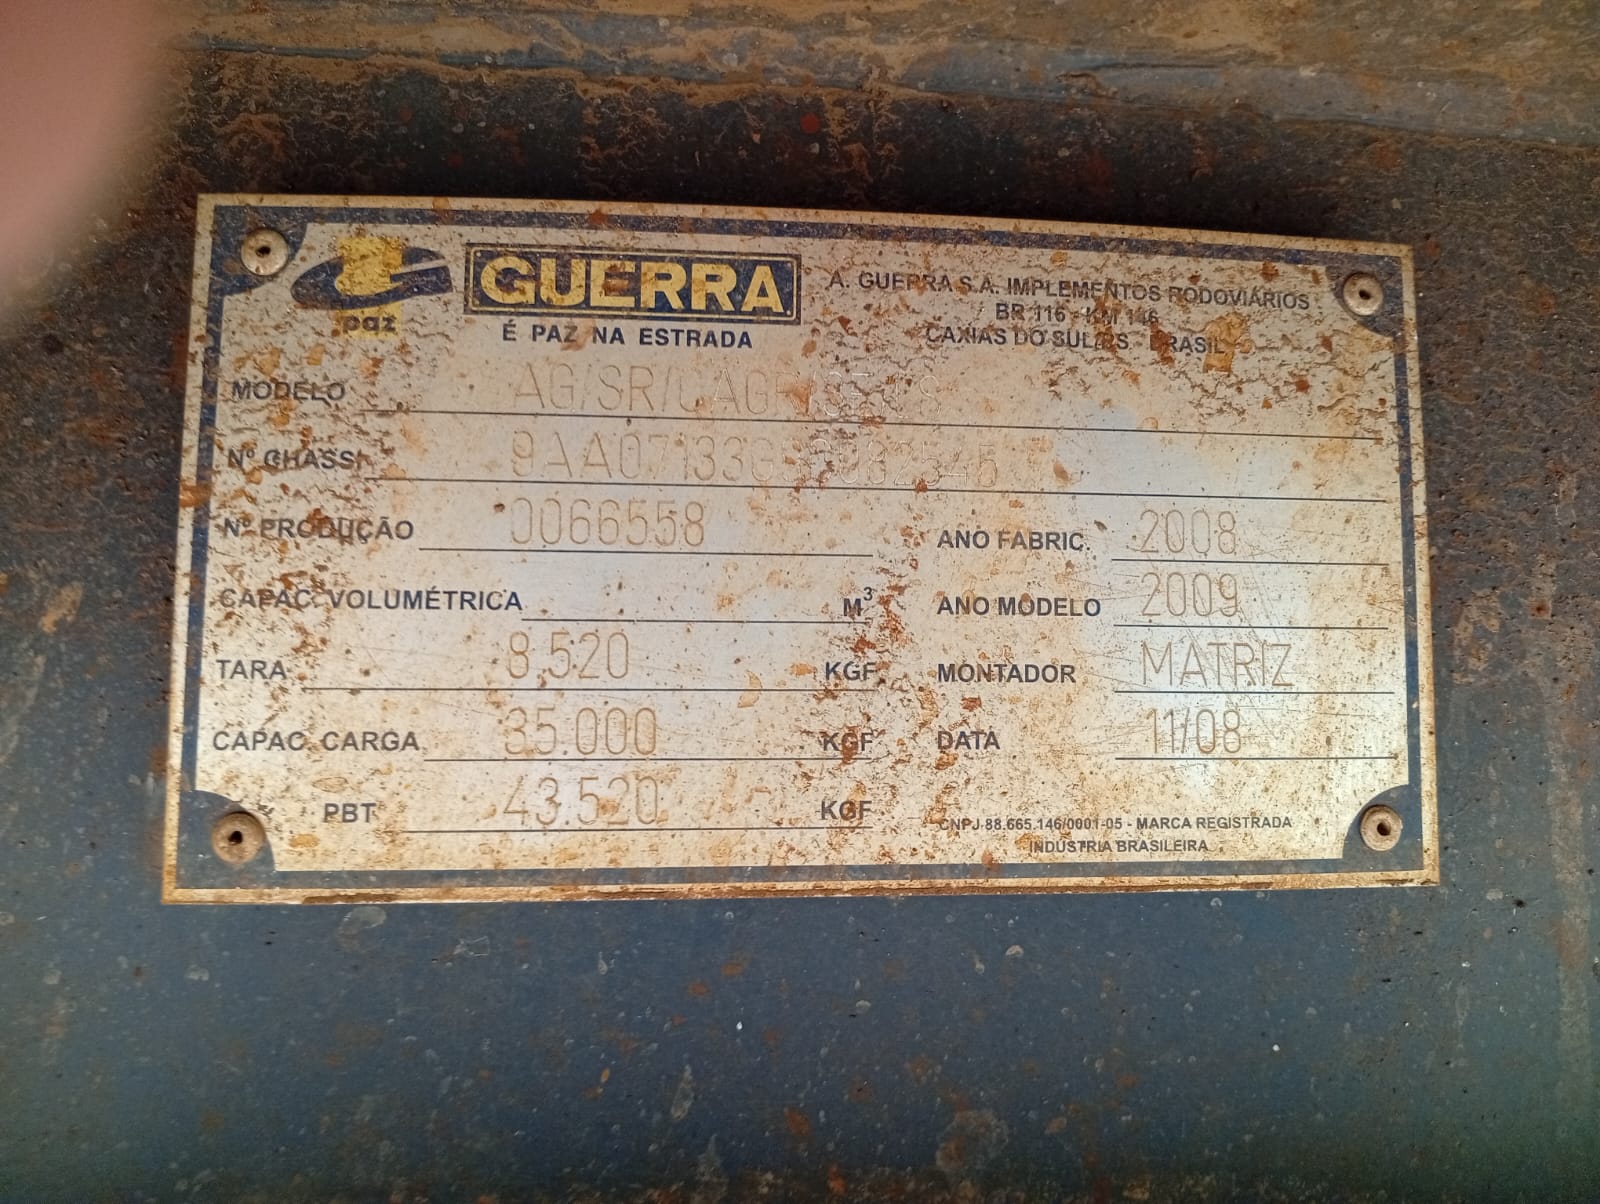 paz
GUERRA
É PAZ NA ESTRADA
A. GUERRA S.A. IMPLEMENTOS RODOVIÁRIOS
BR 116 - KM 146
CAXIAS DO SUL/RS - BRASIL
MODELO
Nº CHASSI
Nº PRODUÇÃO 0066558
ANO FABRIC. 2008
CAPAC. VOLUMÉTRICA M³
ANO MODELO 2009
TARA 8.520 KGF
MONTADOR MATRIZ
CAPAC. CARGA 35.000 KGF
DATA 11/08
PBT 43.520 KGF
CNPJ 88.665.146/0001-05 - MARCA REGISTRADA
INDÚSTRIA BRASILEIRA